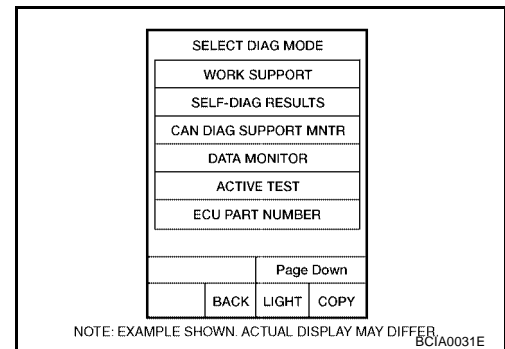 SELECT DIAG MODE
WORK SUPPORT
SELF-DIAG RESULTS
CAN DIAG SUPPORT MNTR
DATA MONITOR
ACTIVE TEST
ECU PART NUMBER
Page Down
BACK LIGHT COPY
NOTE: EXAMPLE SHOWN. ACTUAL DISPLAY MAY DIFFER.
BCIA0031E